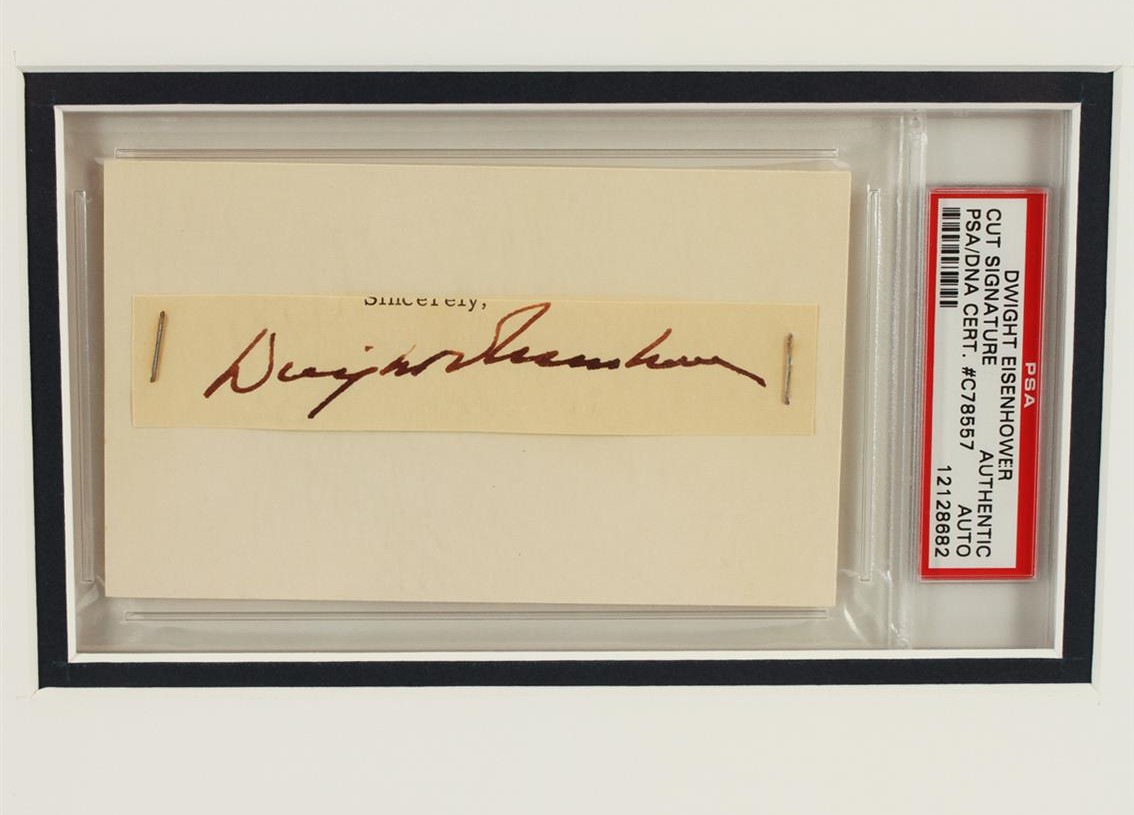 Sincerely,
Dwight Eisenhower
PSA
DWIGHT EISENHOWER
CUT SIGNATURE AUTHENTIC
PSA/DNA CERT. #C78557 AUTO
12128682